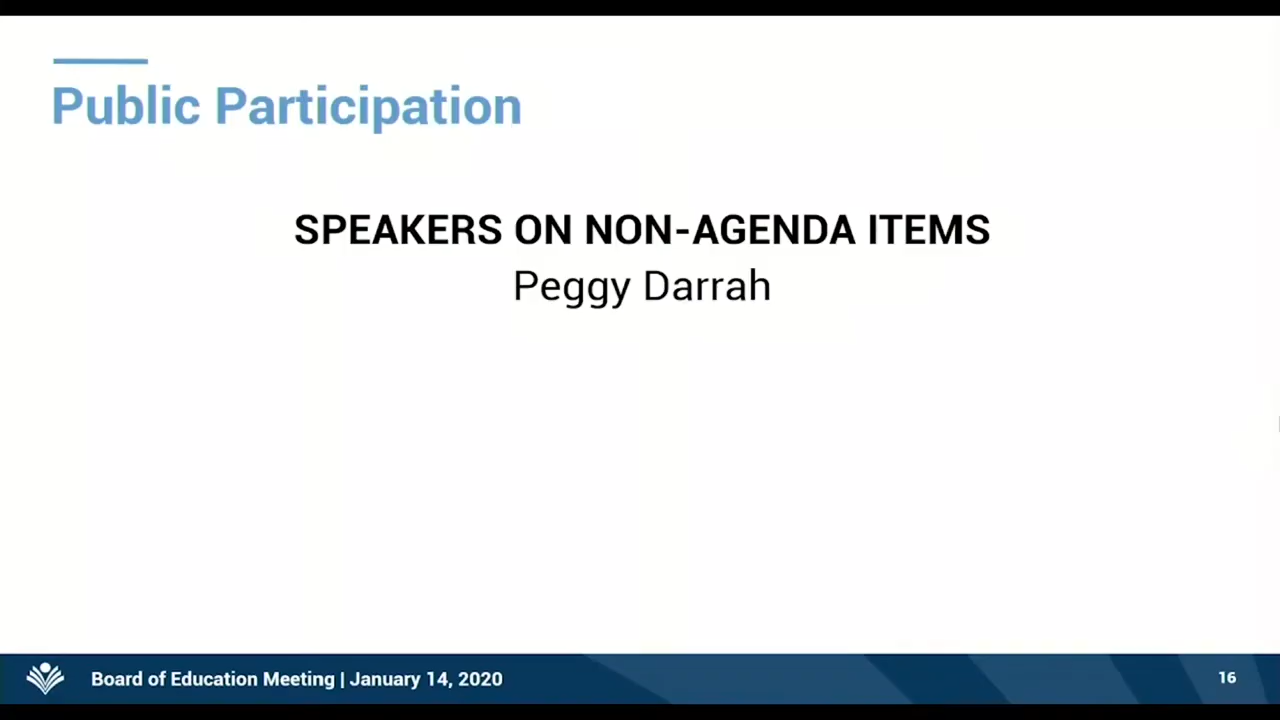 Public Participation
SPEAKERS ON NON-AGENDA ITEMS
Peggy Darrah
Board of Education Meeting | January 14, 2020
16